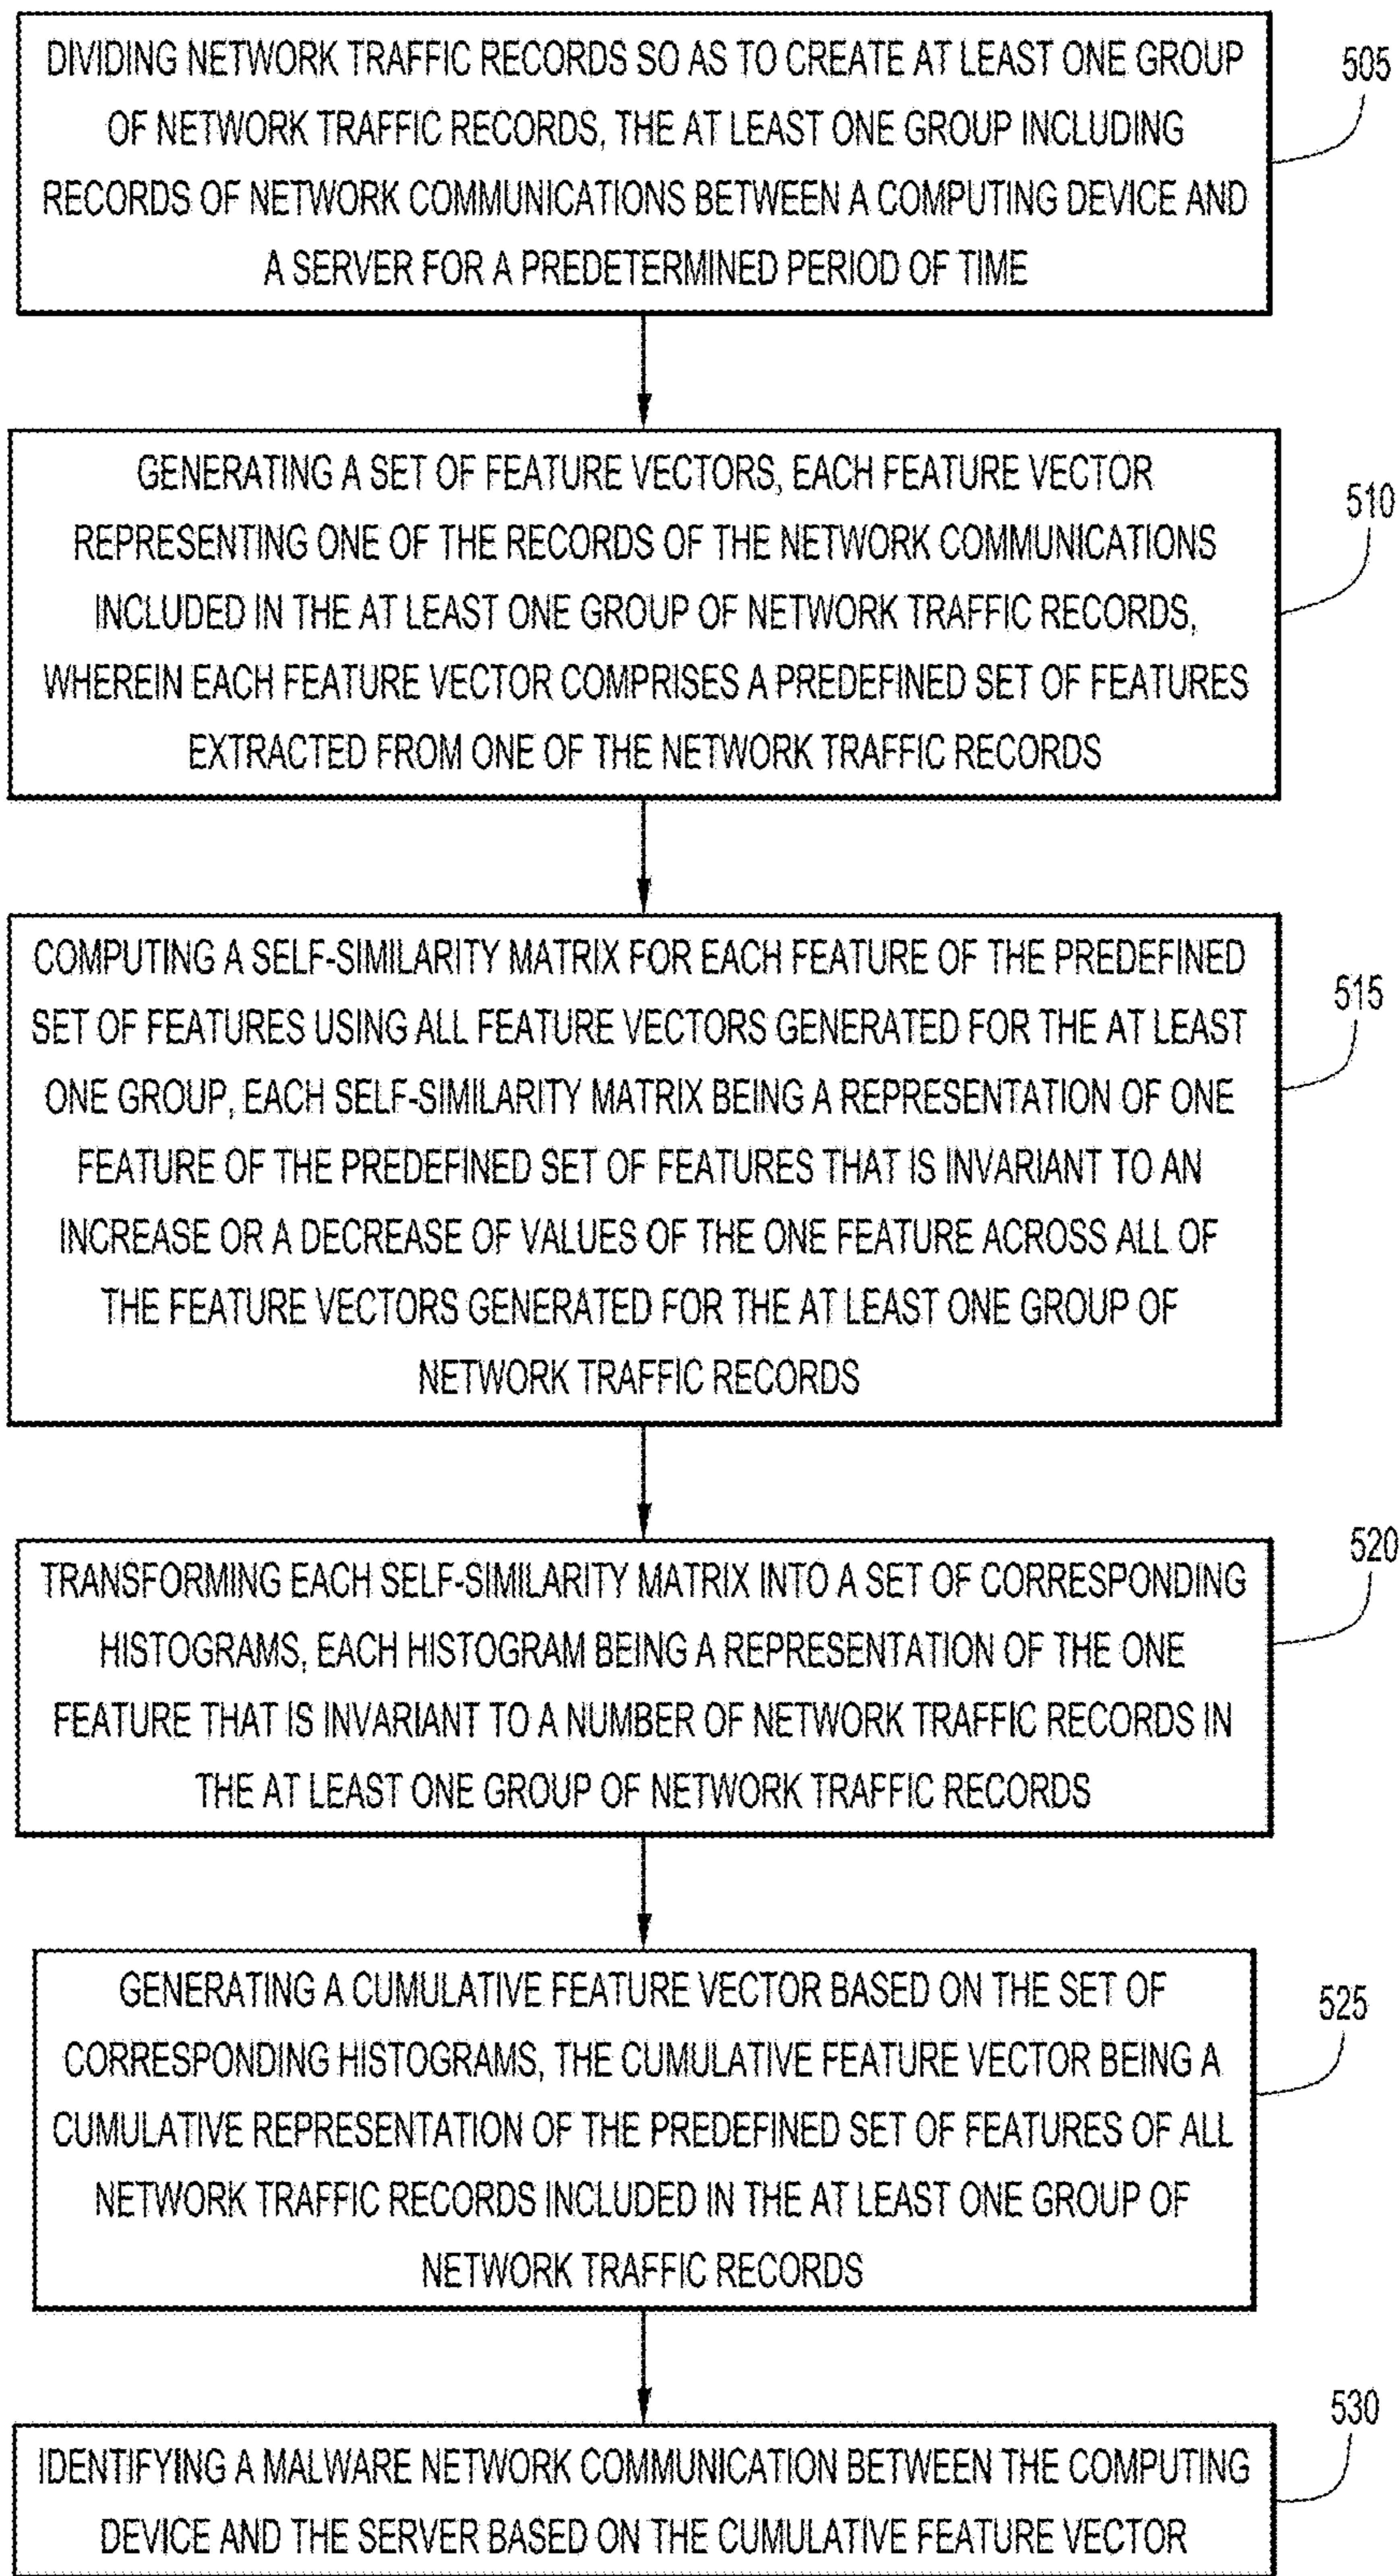 DIVIDING NETWORK TRAFFIC RECORDS SO AS TO CREATE AT LEAST ONE GROUP
OF NETWORK TRAFFIC RECORDS, THE AT LEAST ONE GROUP INCLUDING
RECORDS OF NETWORK COMMUNICATIONS BETWEEN A COMPUTING DEVICE AND
A SERVER FOR A PREDETERMINED PERIOD OF TIME
505
GENERATING A SET OF FEATURE VECTORS, EACH FEATURE VECTOR
REPRESENTING ONE OF THE RECORDS OF THE NETWORK COMMUNICATIONS
INCLUDED IN THE AT LEAST ONE GROUP OF NETWORK TRAFFIC RECORDS,
WHEREIN EACH FEATURE VECTOR COMPRISES A PREDEFINED SET OF FEATURES
EXTRACTED FROM ONE OF THE NETWORK TRAFFIC RECORDS
510
COMPUTING A SELF-SIMILARITY MATRIX FOR EACH FEATURE OF THE PREDEFINED
SET OF FEATURES USING ALL FEATURE VECTORS GENERATED FOR THE AT LEAST
ONE GROUP, EACH SELF-SIMILARITY MATRIX BEING A REPRESENTATION OF ONE
FEATURE OF THE PREDEFINED SET OF FEATURES THAT IS INVARIANT TO AN
INCREASE OR A DECREASE OF VALUES OF THE ONE FEATURE ACROSS ALL OF
THE FEATURE VECTORS GENERATED FOR THE AT LEAST ONE GROUP OF
NETWORK TRAFFIC RECORDS
515
TRANSFORMING EACH SELF-SIMILARITY MATRIX INTO A SET OF CORRESPONDING
HISTOGRAMS, EACH HISTOGRAM BEING A REPRESENTATION OF THE ONE
FEATURE THAT IS INVARIANT TO A NUMBER OF NETWORK TRAFFIC RECORDS IN
THE AT LEAST ONE GROUP OF NETWORK TRAFFIC RECORDS
520
GENERATING A CUMULATIVE FEATURE VECTOR BASED ON THE SET OF
CORRESPONDING HISTOGRAMS, THE CUMULATIVE FEATURE VECTOR BEING A
CUMULATIVE REPRESENTATION OF THE PREDEFINED SET OF FEATURES OF ALL
NETWORK TRAFFIC RECORDS INCLUDED IN THE AT LEAST ONE GROUP OF
NETWORK TRAFFIC RECORDS
525
IDENTIFYING A MALWARE NETWORK COMMUNICATION BETWEEN THE COMPUTING
DEVICE AND THE SERVER BASED ON THE CUMULATIVE FEATURE VECTOR
530